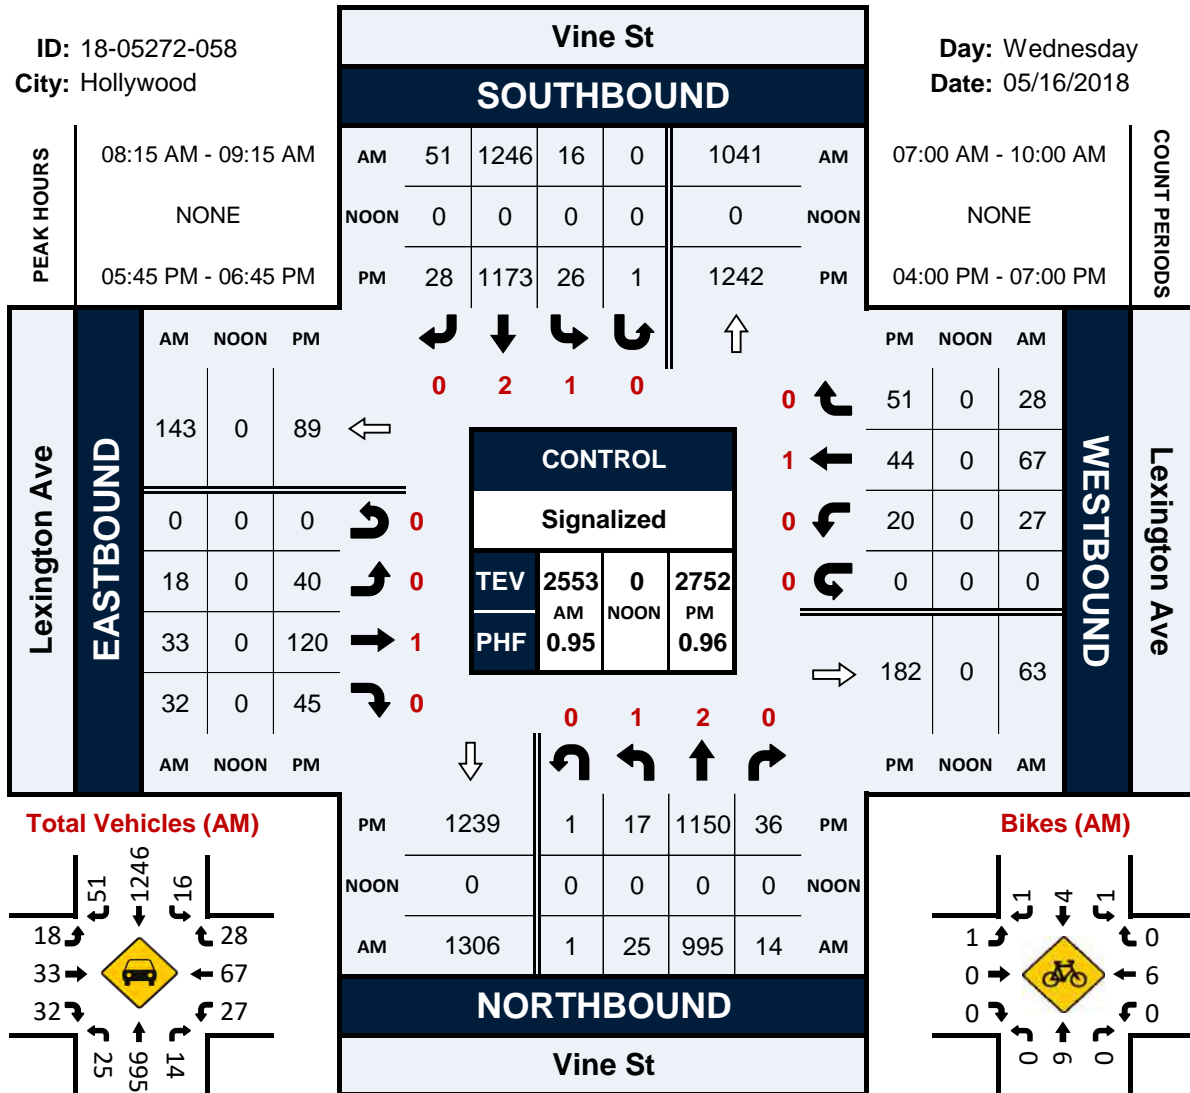 ID: 18-05272-058
City: Hollywood
Vine St
SOUTHBOUND
Day: Wednesday
Date: 05/16/2018
PEAK HOURS
08:15 AM - 09:15 AM
NONE
05:45 PM - 06:45 PM
AM 51 1246 16 0 1041 AM
NOON 0 0 0 0 0 NOON
PM 28 1173 26 1 1242 PM
07:00 AM - 10:00 AM
NONE
04:00 PM - 07:00 PM
COUNT PERIODS
0 2 1 0
Lexington Ave
EASTBOUND
AM NOON PM
143 0 89
0 0 0 0
18 0 40 0
33 0 120 1
32 0 45 0
AM NOON PM
CONTROL
Signalized
TEV 2553 0 2752
AM NOON PM
PHF 0.95 0.96
PM NOON AM
0 51 0 28
1 44 0 67
0 20 0 27
0 0 0 0
182 0 63
PM NOON AM
WESTBOUND
Lexington Ave
0 1 2 0
PM 1239 1 17 1150 36 PM
NOON 0 0 0 0 0 NOON
AM 1306 1 25 995 14 AM
NORTHBOUND
Vine St
Total Vehicles (AM)
51 1246 16
18 28
33 67
32 27
25 995 14
Bikes (AM)
1 4 1
1 0
0 6
0 0
0 9 0